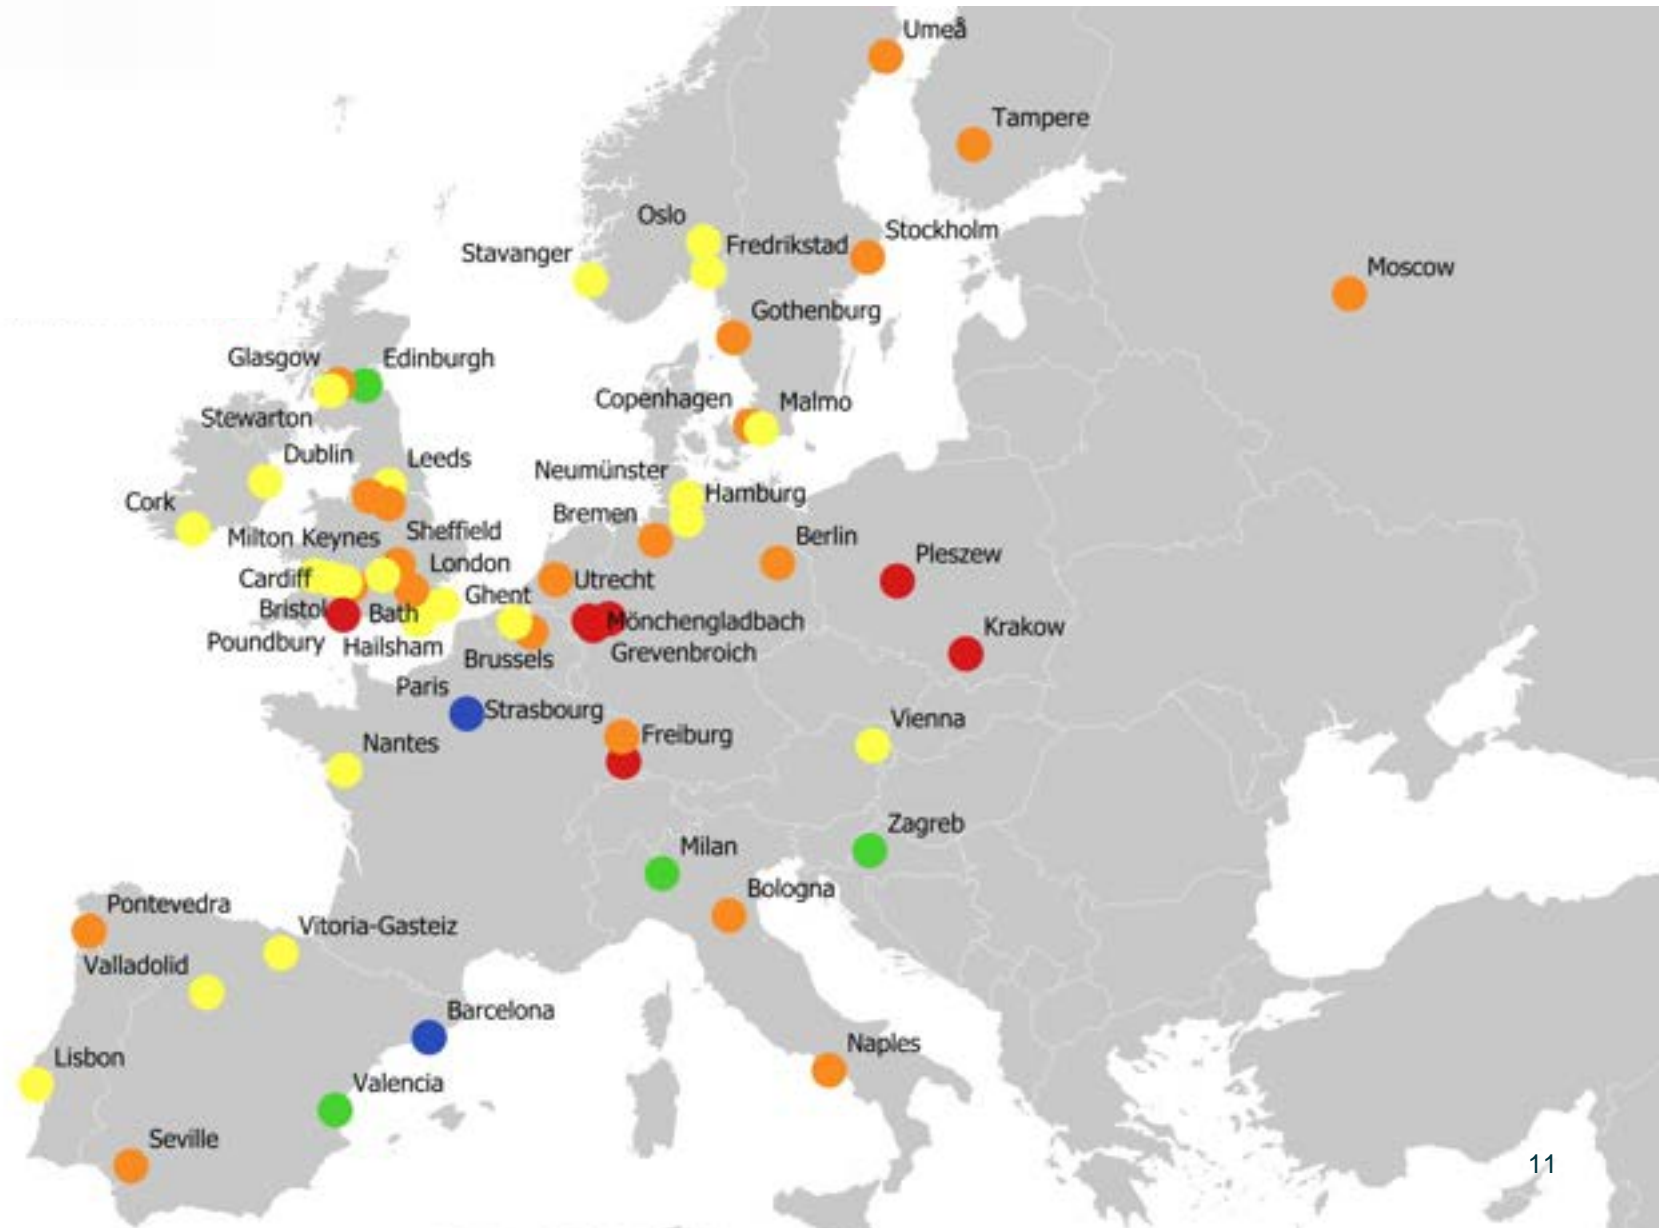 Umeå
Tampere
Oslo
Stockholm
Fredrikstad
Stavanger
Moscow
Gothenburg
Glasgow
Edinburgh
Copenhagen
Malmo
Stewarton
Dublin
Leeds
Neumünster
Hamburg
Cork
Bremen
Milton Keynes
Sheffield
Berlin
Pleszew
London
Cardiff
Utrecht
Ghent
Bristol
Bath
Mönchengladbach
Krakow
Poundbury
Hailsham
Grevenbroich
Brussels
Paris
Strasbourg
Vienna
Freiburg
Nantes
Zagreb
Milan
Bologna
Pontevedra
Vitoria-Gasteiz
Valladolid
Barcelona
Naples
Lisbon
Valencia
Seville
11